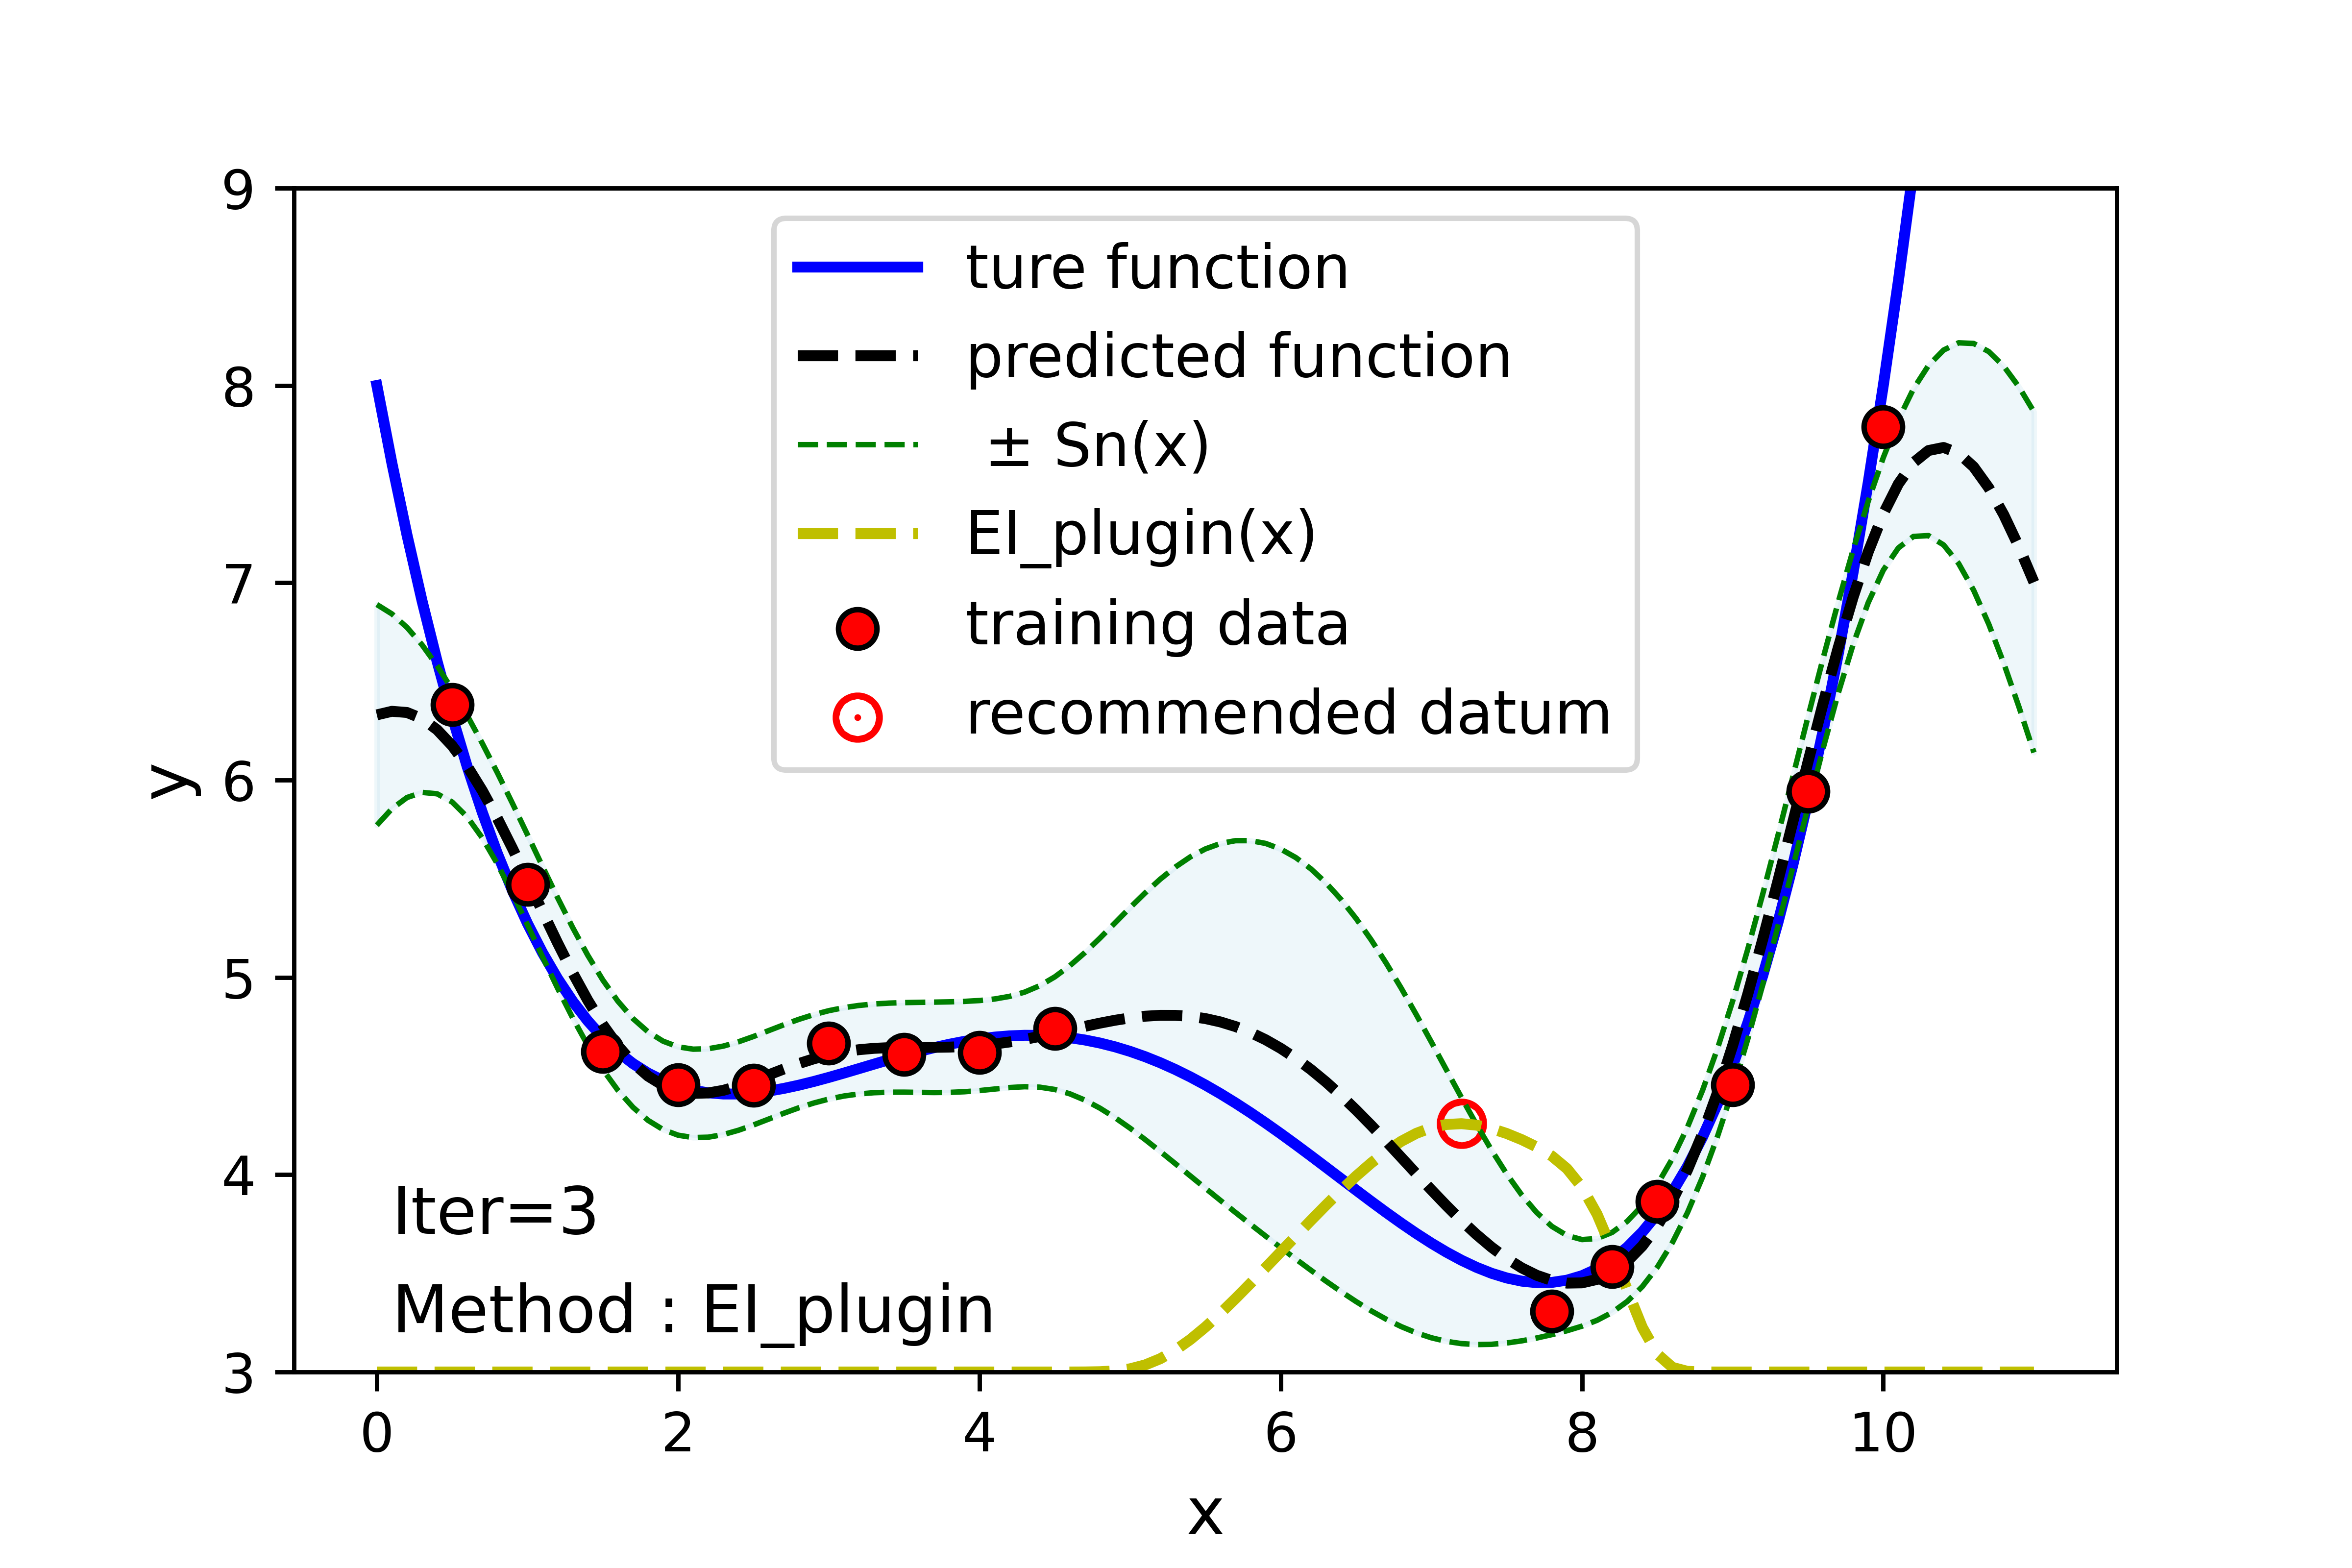 9
8
7
6
5
4
3
y
ture function
predicted function
± Sn(x)
EI_plugin(x)
training data
recommended datum
Iter=3
Method : EI_plugin
0 2 4 6 8 10
x